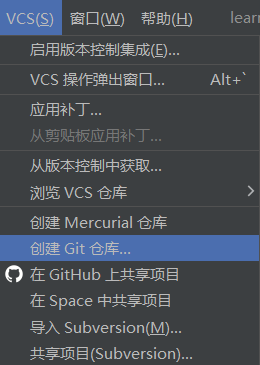 VCS(S) 窗口(W) 帮助(H) learn
启用版本控制集成(E)...
VCS 操作弹出窗口... Alt+`
应用补丁...
从剪贴板应用补丁...
从版本控制中获取...
浏览 VCS 仓库
创建 Mercurial 仓库
创建 Git 仓库...
在 GitHub 上共享项目
在 Space 中共享项目
导入 Subversion(M)...
共享项目(Subversion)...